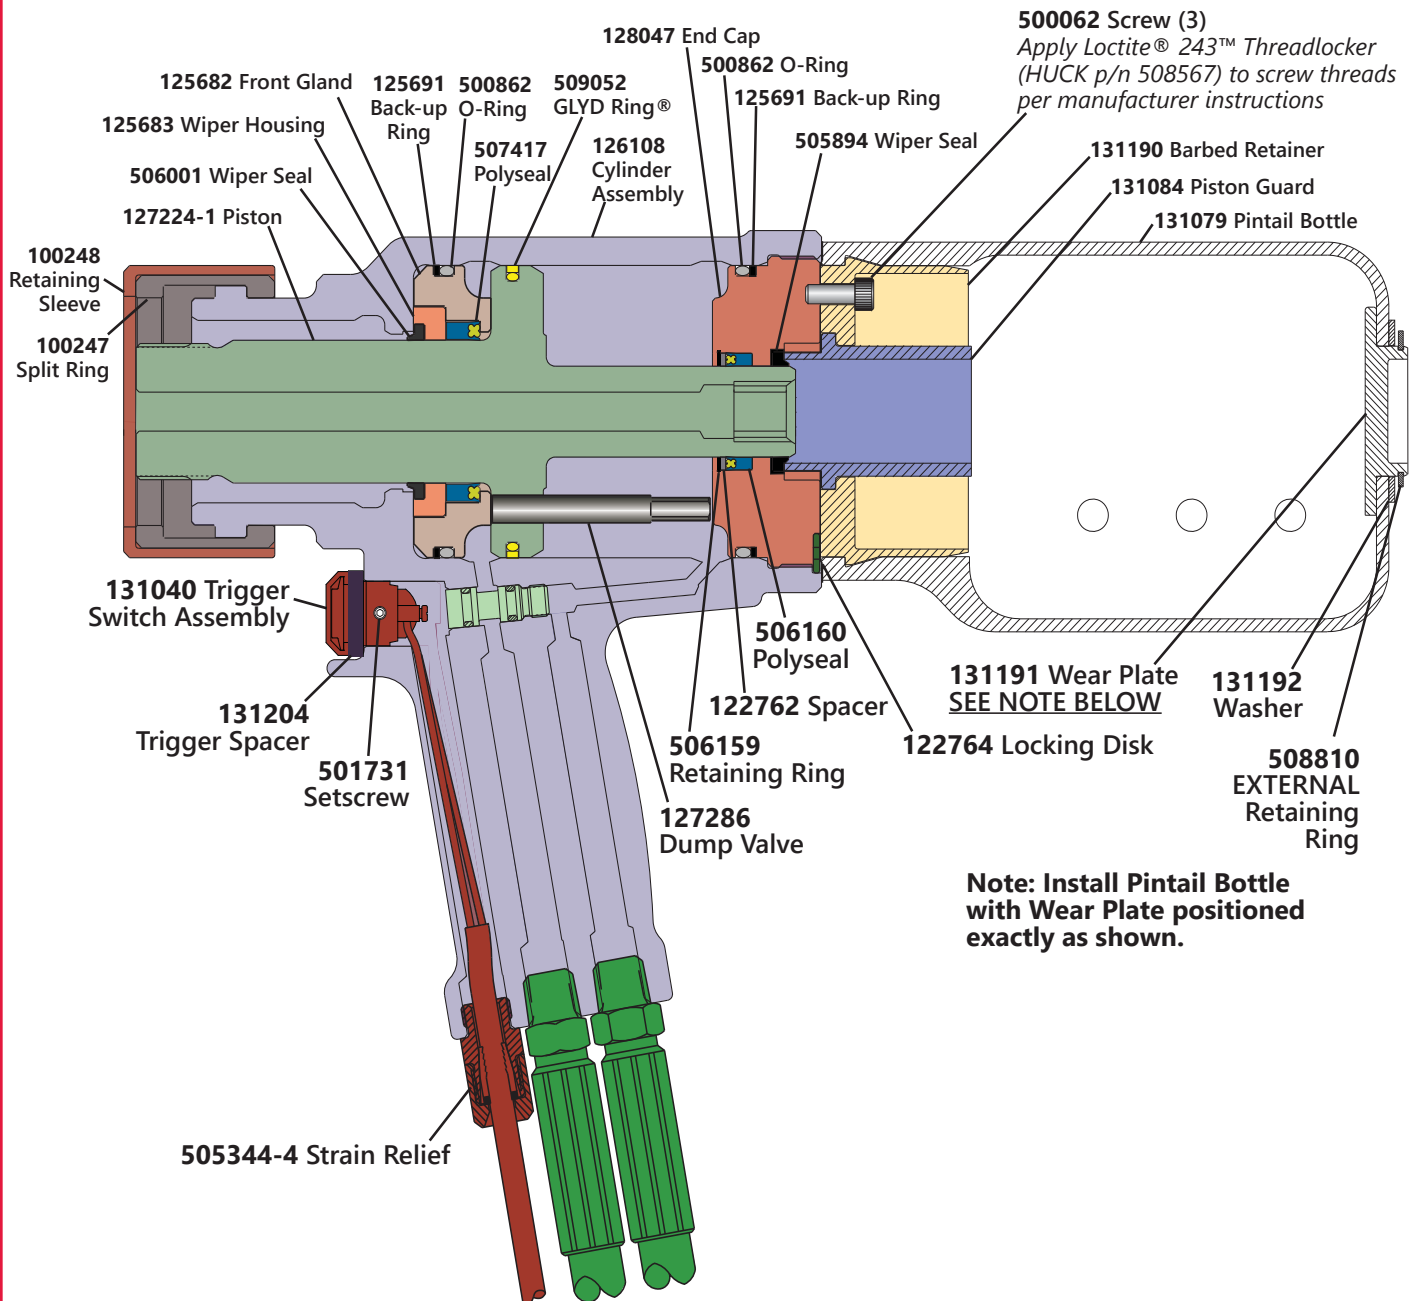 500062 Screw (3)
Apply Loctite® 243™ Threadlocker
(HUCK p/n 508567) to screw threads
per manufacturer instructions
128047 End Cap
500862 O-Ring
125691 Back-up Ring
505894 Wiper Seal
125682 Front Gland
125691
Back-up
Ring
500862
O-Ring
509052
GLYD Ring®
125683 Wiper Housing
507417
Polyseal
126108
Cylinder
Assembly
506001 Wiper Seal
127224-1 Piston
131190 Barbed Retainer
131084 Piston Guard
131079 Pintail Bottle
100248
Retaining
Sleeve
100247
Split Ring
131040 Trigger
Switch Assembly
131204
Trigger Spacer
501731
Setscrew
506160
Polyseal
122762 Spacer
506159
Retaining Ring
127286
Dump Valve
131191 Wear Plate
SEE NOTE BELOW
122764 Locking Disk
131192
Washer
508810
EXTERNAL
Retaining
Ring
Note: Install Pintail Bottle
with Wear Plate positioned
exactly as shown.
505344-4 Strain Relief